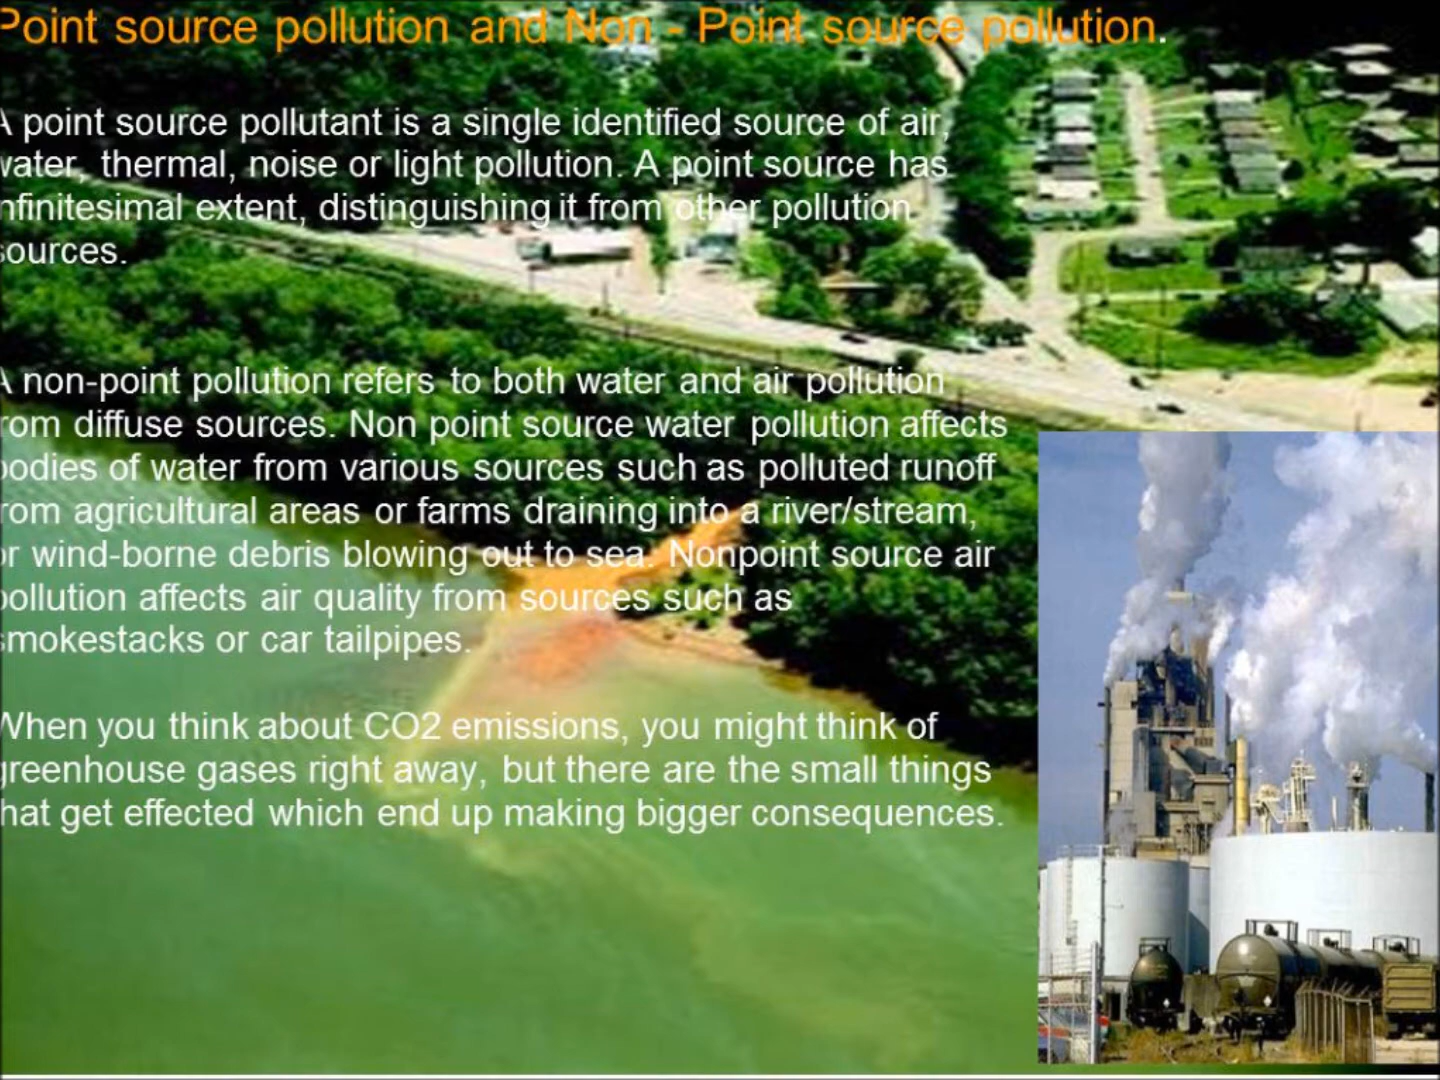 Point source pollution and Non - Point source pollution.
A point source pollutant is a single identified source of air,
water, thermal, noise or light pollution. A point source has
infinitesimal extent, distinguishing it from other pollution
sources.
A non-point pollution refers to both water and air pollution
from diffuse sources. Non point source water pollution affects
bodies of water from various sources such as polluted runoff
from agricultural areas or farms draining into a river/stream,
or wind-borne debris blowing out to sea. Nonpoint source air
pollution affects air quality from sources such as
smokestacks or car tailpipes.
When you think about CO2 emissions, you might think of
greenhouse gases right away, but there are the small things
that get effected which end up making bigger consequences.